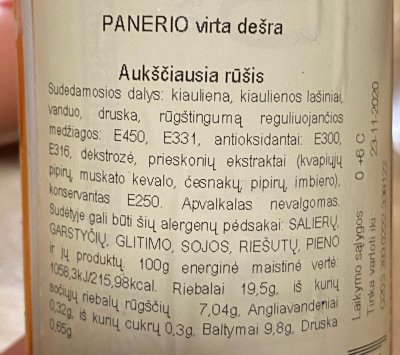 PANERIO virta dešra
Aukščiausia rūšis
Sudedamosios dalys: kiauliena, kiaulienos lašiniai,
vanduo, druska, rūgštingumą reguliuojančios
medžiagos: E450, E331, antioksidantai: E300,
E316, dekstrozė, prieskonių ekstraktai (kvapiųjų
pipirų, muskato kevalo, česnakų, pipirų, imbiero),
konservantas E250. Apvalkalas nevalgomas.
Sudėtyje gali būti šių alergenų pėdsakai: SALIERŲ,
GARSTYČIŲ, GLITIMO, SOJOS, RIEŠUTŲ, PIENO
ir jų produktų. 100g energinė maistinė vertė:
kJ/215,98kcal. Riebalai 19,5g, iš kurių
sočiųjų riebalų rūgščių 7,04g, Angliavandeniai
0,32g, iš kurių cukrų 0,3g, Baltymai 9,8g, Druska
0,65g.
Laikymo sąlygos: 0 +6 C
Tinka vartoti iki: 23-11-2020